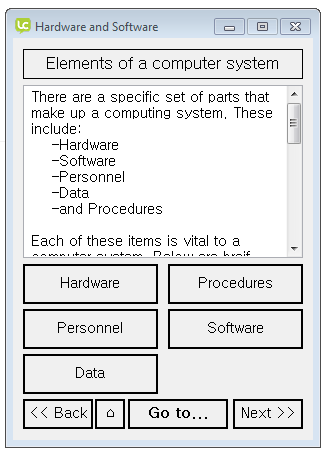 Hardware and Software
Elements of a computer system
There are a specific set of parts that
make up a computing system. These
include:
-Hardware
-Software
-Personnel
-Data
-and Procedures
Each of these items is vital to a
computer system. Below are breif
Hardware
Procedures
Personnel
Software
Data
<< Back
⌂
Go to...
Next >>